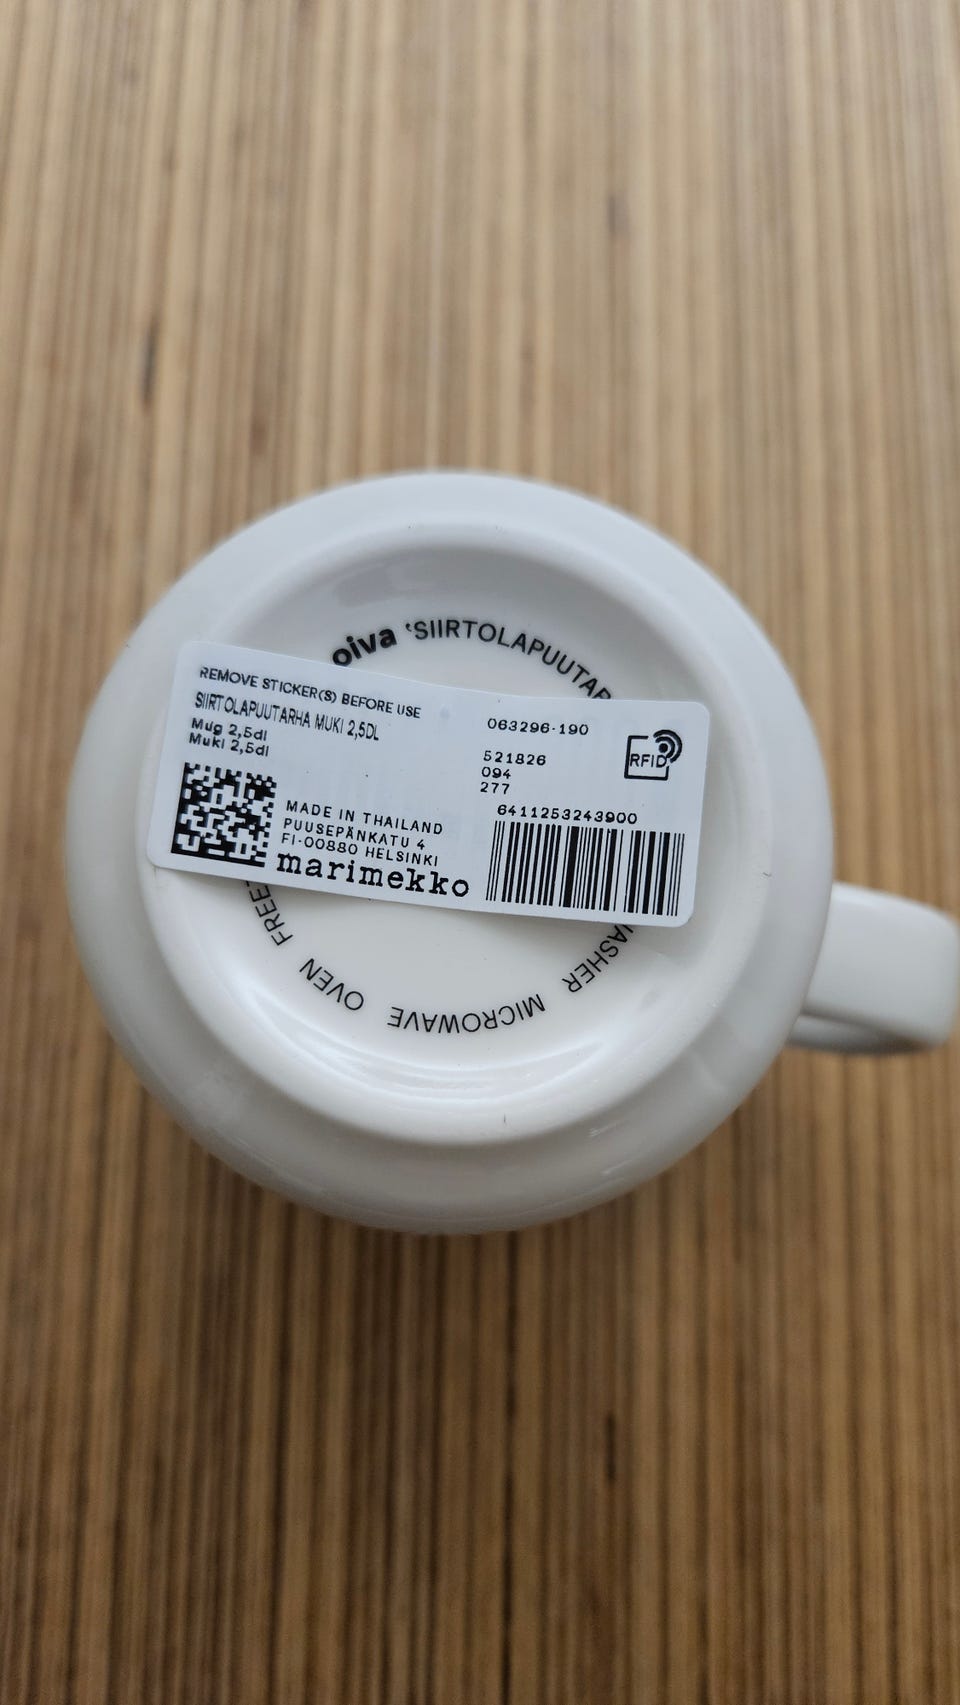 oiva 'SIIRTOLAPUUTAR
REMOVE STICKER(S) BEFORE USE
SIIRTOLAPUUTARHA MUKI 2,5DL
Mug 2,5dl
Muki 2,5dl
063296-190
521826
094
277
RFID
MADE IN THAILAND
PUUSEPÄNKATU 4
FI-00880 HELSINKI
marimekko
6411253243900
WASHER MICROWAVE OVEN FREE